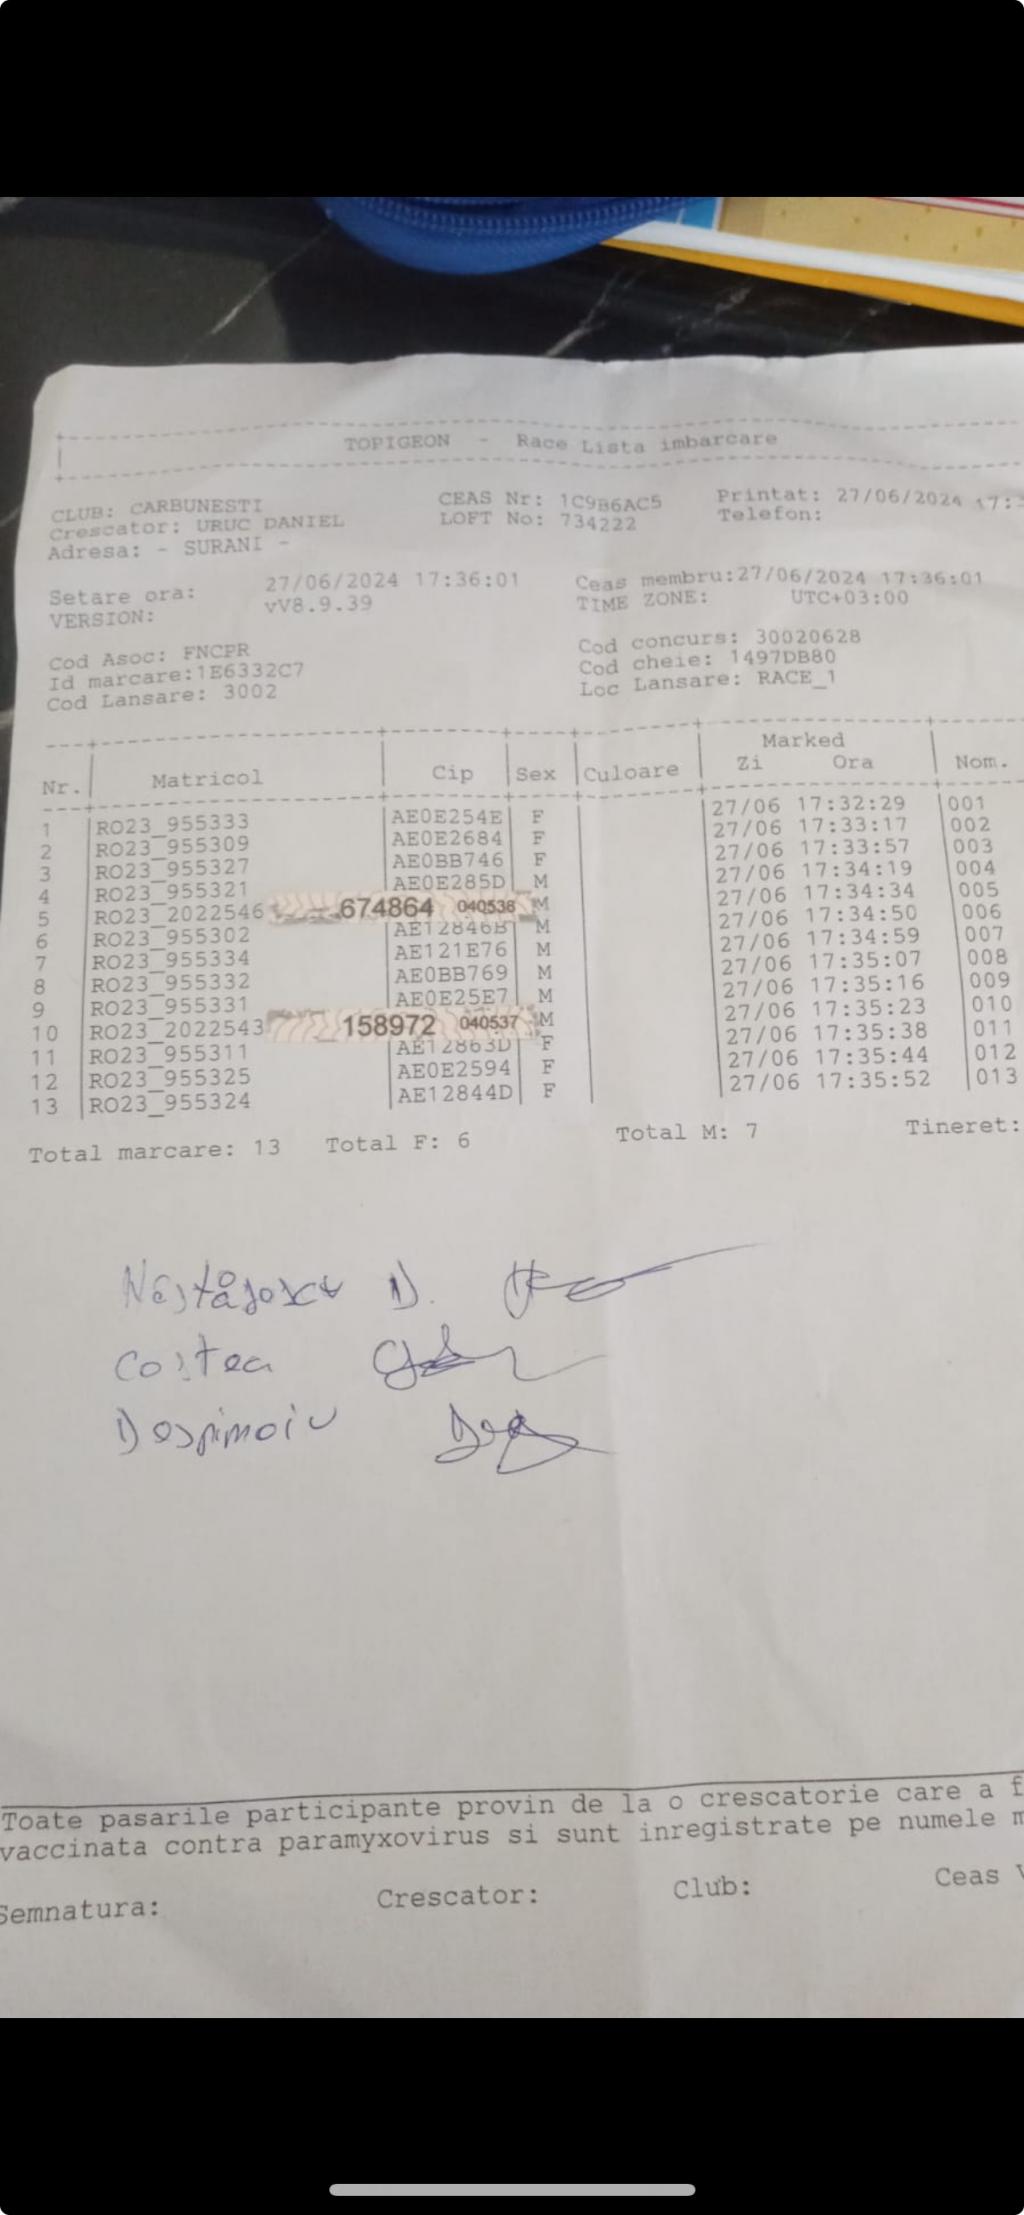 TOPIGEON - Race Lista imbarcare
CLUB: CARBUNESTI CEAS Nr: 1C9B6AC5 Printat: 27/06/2024 17:
Crescator: URUC DANIEL LOFT No: 734222 Telefon:
Adresa: - SURANI -
Setare ora: 27/06/2024 17:36:01 Ceas membru:27/06/2024 17:36:01
VERSION: vV8.9.39 TIME ZONE: UTC+03:00
Cod Asoc: FNCPR Cod concurs: 30020628
Id marcare:1E6332C7 Cod cheie: 1497DB80
Cod Lansare: 3002 Loc Lansare: RACE_1
Marked
Nr. Matricol Cip Sex Culoare Zi Ora Nom.
1 RO23_955333 AE0E254E F 27/06 17:32:29 001
2 RO23_955309 AE0E2684 F 27/06 17:33:17 002
3 RO23_955327 AE0BB746 F 27/06 17:33:57 003
4 RO23_955321 AE0E285D M 27/06 17:34:19 004
5 RO23_2022546 674864 040538 M 27/06 17:34:34 005
6 RO23_955302 AE12846B M 27/06 17:34:50 006
7 RO23_955334 AE121E76 M 27/06 17:34:59 007
8 RO23_955332 AE0BB769 M 27/06 17:35:07 008
9 RO23_955331 AE0E25E7 M 27/06 17:35:16 009
10 RO23_2022543 158972 040537 M 27/06 17:35:23 010
11 RO23_955311 AE12863D F 27/06 17:35:38 011
12 RO23_955325 AE0E2594 F 27/06 17:35:44 012
13 RO23_955324 AE12844D F 27/06 17:35:52 013
Total marcare: 13 Total F: 6 Total M: 7 Tineret:
D.
Costea
Despimoiu
Toate pasarile participante provin de la o crescatorie care a f
vaccinata contra paramyxovirus si sunt inregistrate pe numele m
Semnatura: Crescator: Club: Ceas V